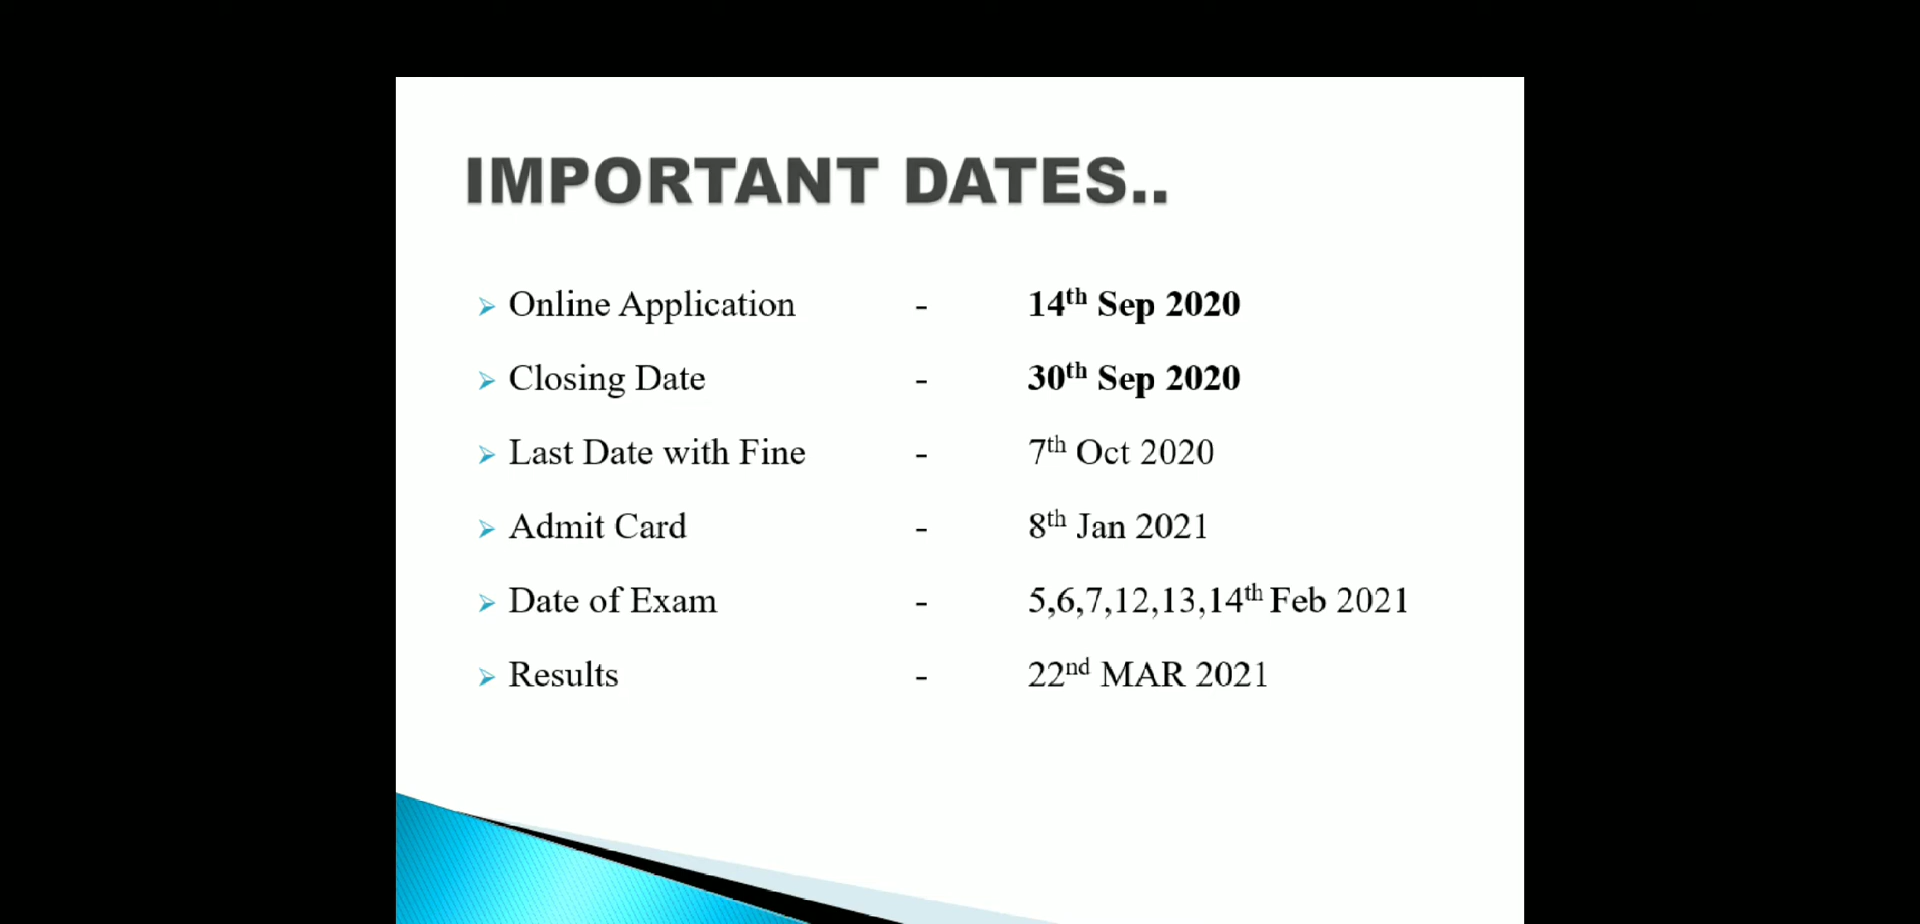 IMPORTANT DATES..
Online Application - 14th Sep 2020
Closing Date - 30th Sep 2020
Last Date with Fine - 7th Oct 2020
Admit Card - 8th Jan 2021
Date of Exam - 5,6,7,12,13,14th Feb 2021
Results - 22nd MAR 2021